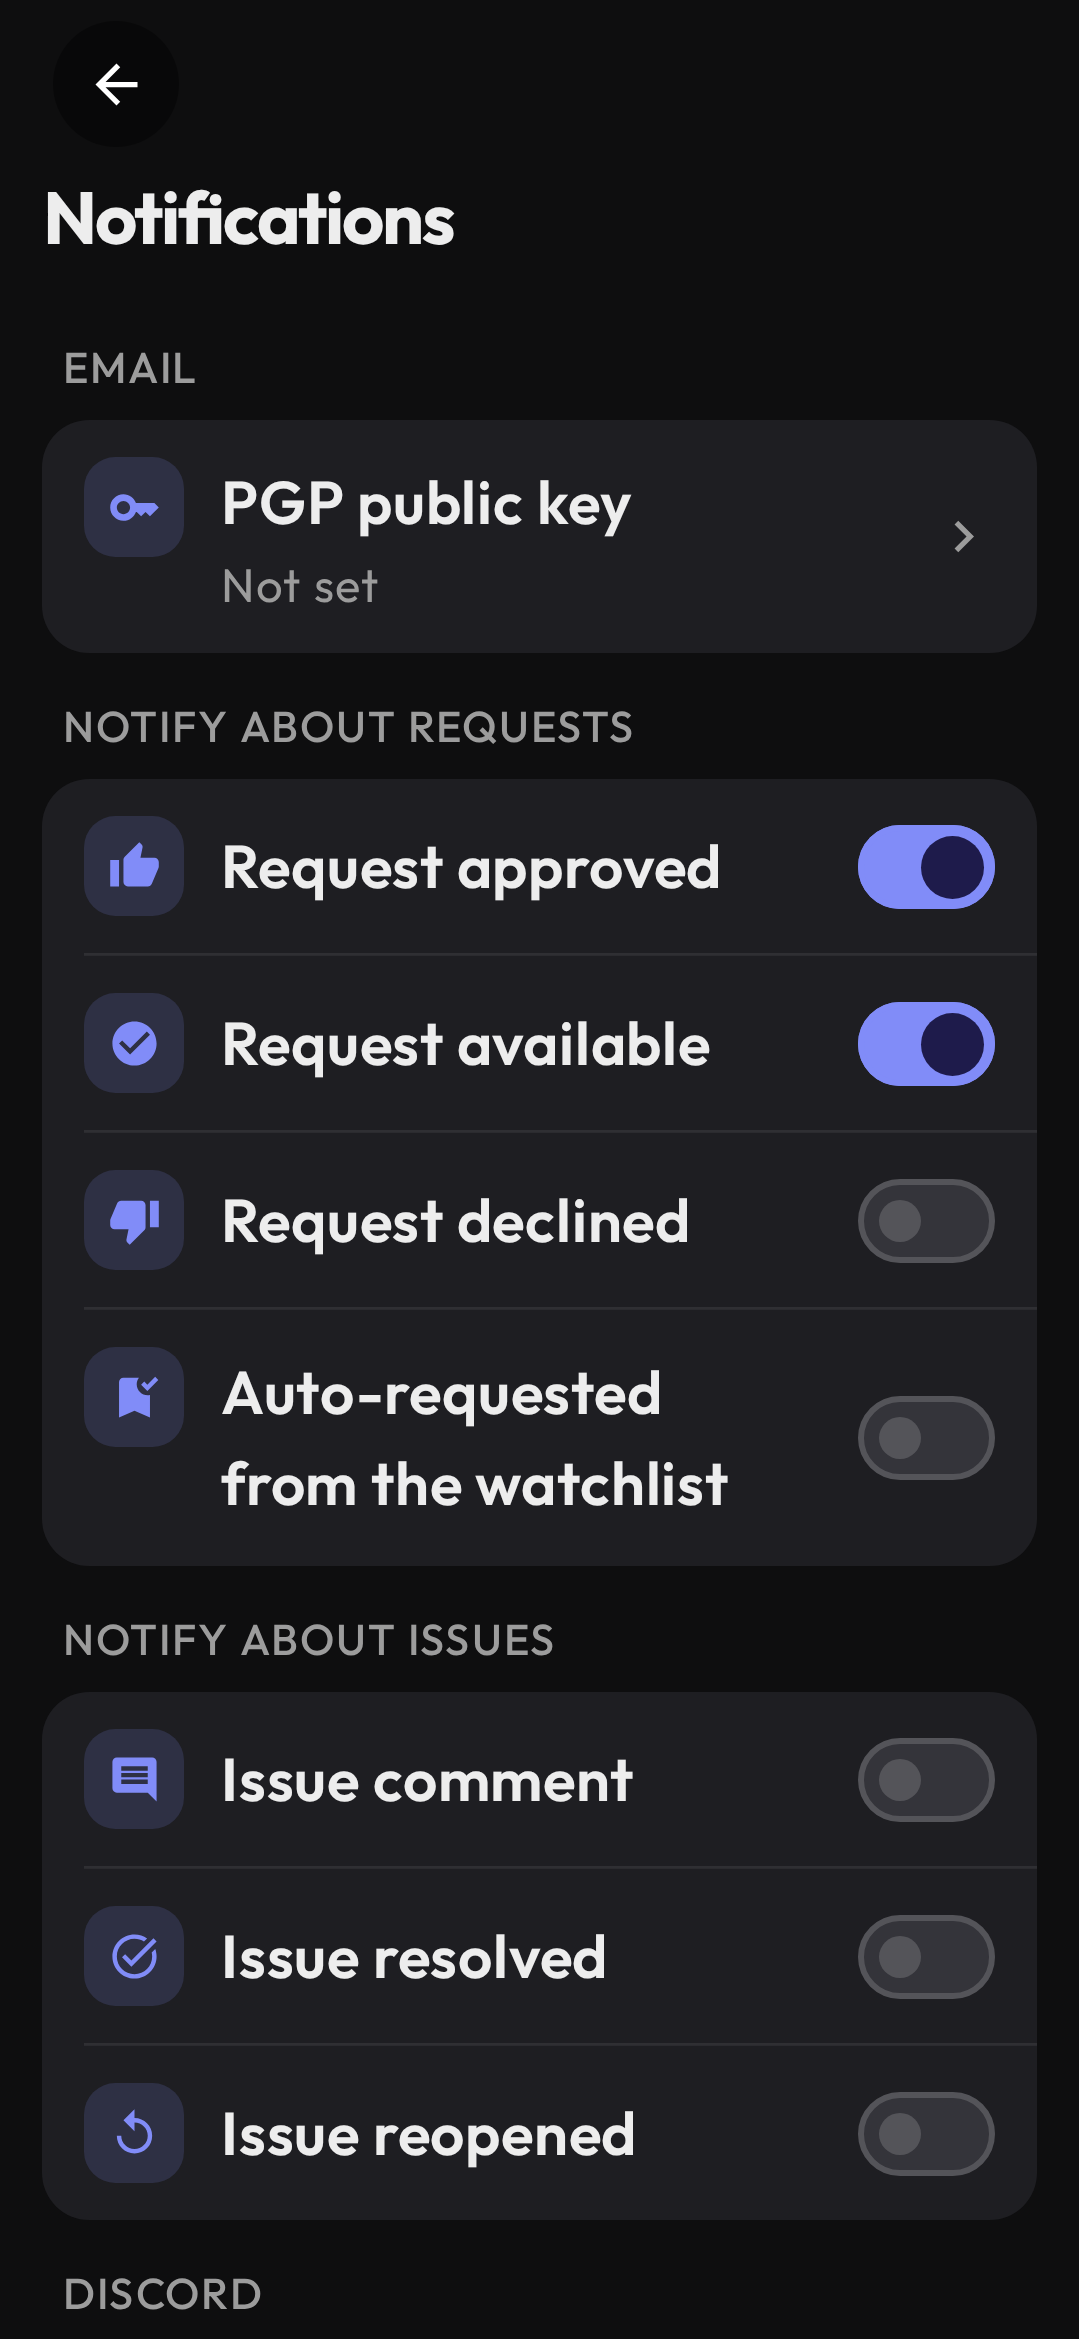 Notifications
EMAIL
PGP public key
Not set
NOTIFY ABOUT REQUESTS
Request approved
Request available
Request declined
Auto-requested
from the watchlist
NOTIFY ABOUT ISSUES
Issue comment
Issue resolved
Issue reopened
DISCORD